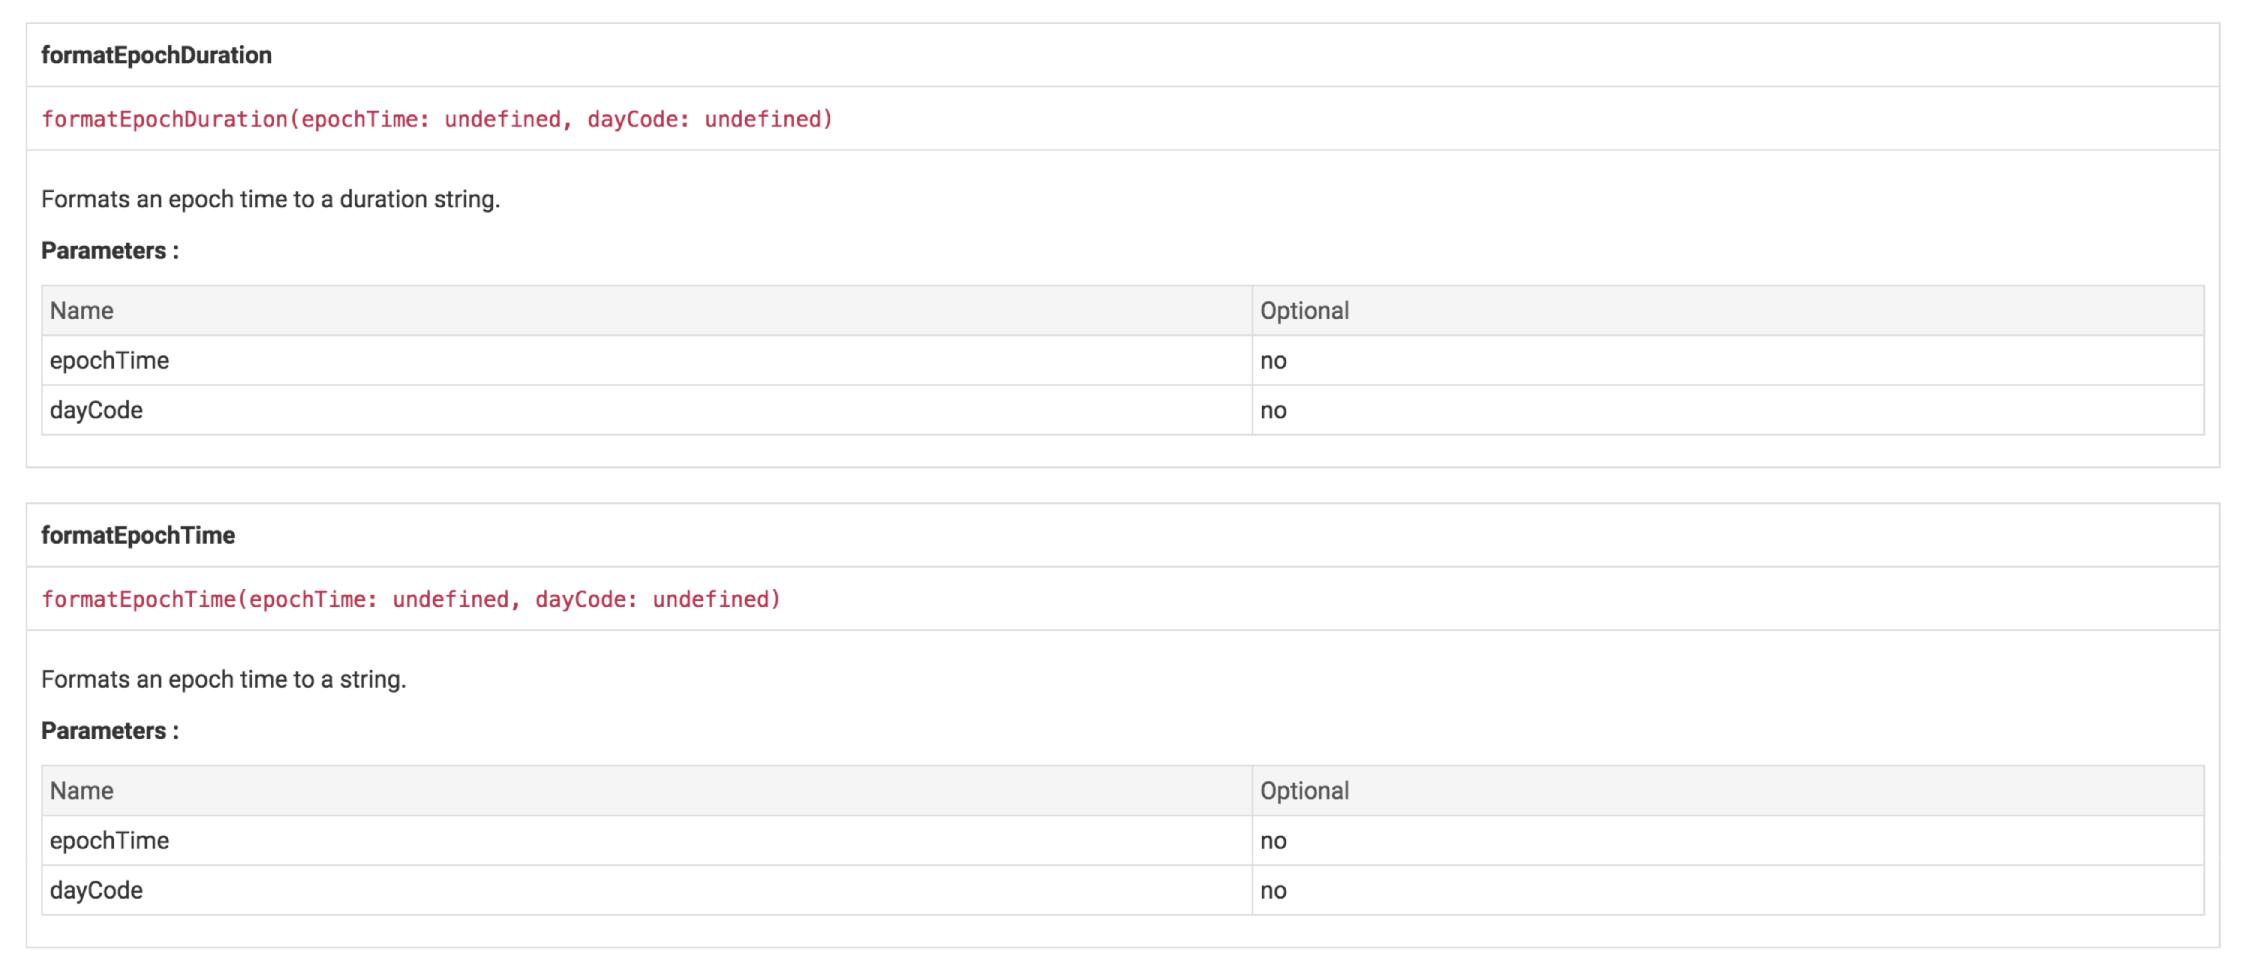 formatEpochDuration
formatEpochDuration(epochTime: undefined, dayCode: undefined)
Formats an epoch time to a duration string.
Parameters :
Name Optional
epochTime no
dayCode no
formatEpochTime
formatEpochTime(epochTime: undefined, dayCode: undefined)
Formats an epoch time to a string.
Parameters :
Name Optional
epochTime no
dayCode no